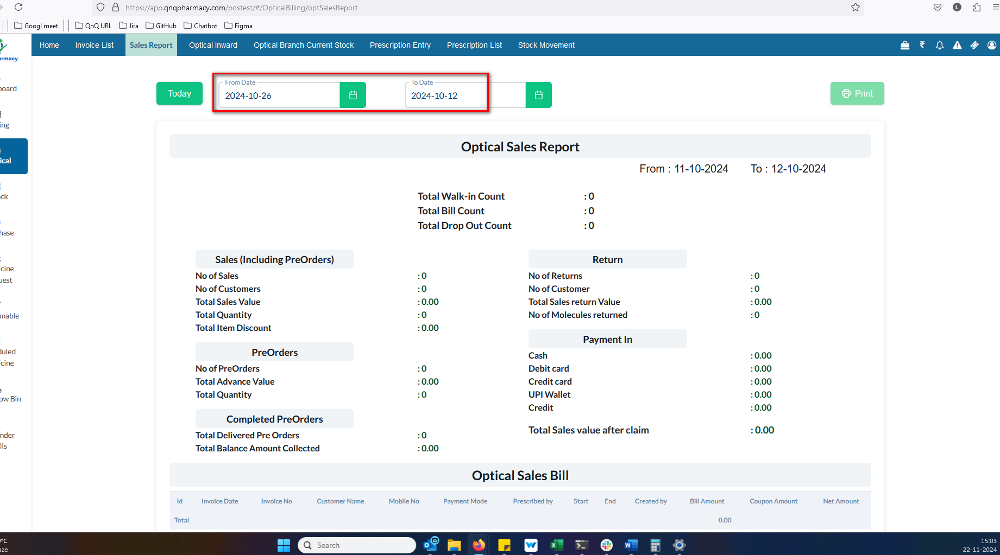 https://app.qnqpharmacy.com/postest/#/OpticalBilling/optSalesReport
L
Googl meet
QnQ URL
Jira
GitHub
Chatbot
Figma
rmacy
Home
Invoice List
Sales Report
Optical Inward
Optical Branch Current Stock
Prescription Entry
Prescription List
Stock Movement
₹
oard
ing
ical
ck
hase
cine
uest
mable
duled
cine
ow Bin
nder
lls
Today
From Date
2024-10-26
To Date
2024-10-12
Print
Optical Sales Report
From : 11-10-2024 To : 12-10-2024
Total Walk-in Count : 0
Total Bill Count : 0
Total Drop Out Count : 0
Sales (Including PreOrders)
No of Sales : 0
No of Customers : 0
Total Sales Value : 0.00
Total Quantity : 0
Total Item Discount : 0.00
PreOrders
No of PreOrders : 0
Total Advance Value : 0.00
Total Quantity : 0
Completed PreOrders
Total Delivered Pre Orders : 0
Total Balance Amount Collected : 0.00
Return
No of Returns : 0
No of Customer : 0
Total Sales return Value : 0.00
No of Molecules returned : 0
Payment In
Cash : 0.00
Debit card : 0.00
Credit card : 0.00
UPI Wallet : 0.00
Credit : 0.00
Total Sales value after claim : 0.00
Optical Sales Bill
Id Invoice Date Invoice No Customer Name Mobile No Payment Mode Prescribed by Start End Created by Bill Amount Coupon Amount Net Amount
Total 0.00
°C
aze
Search
15:03
22-11-2024